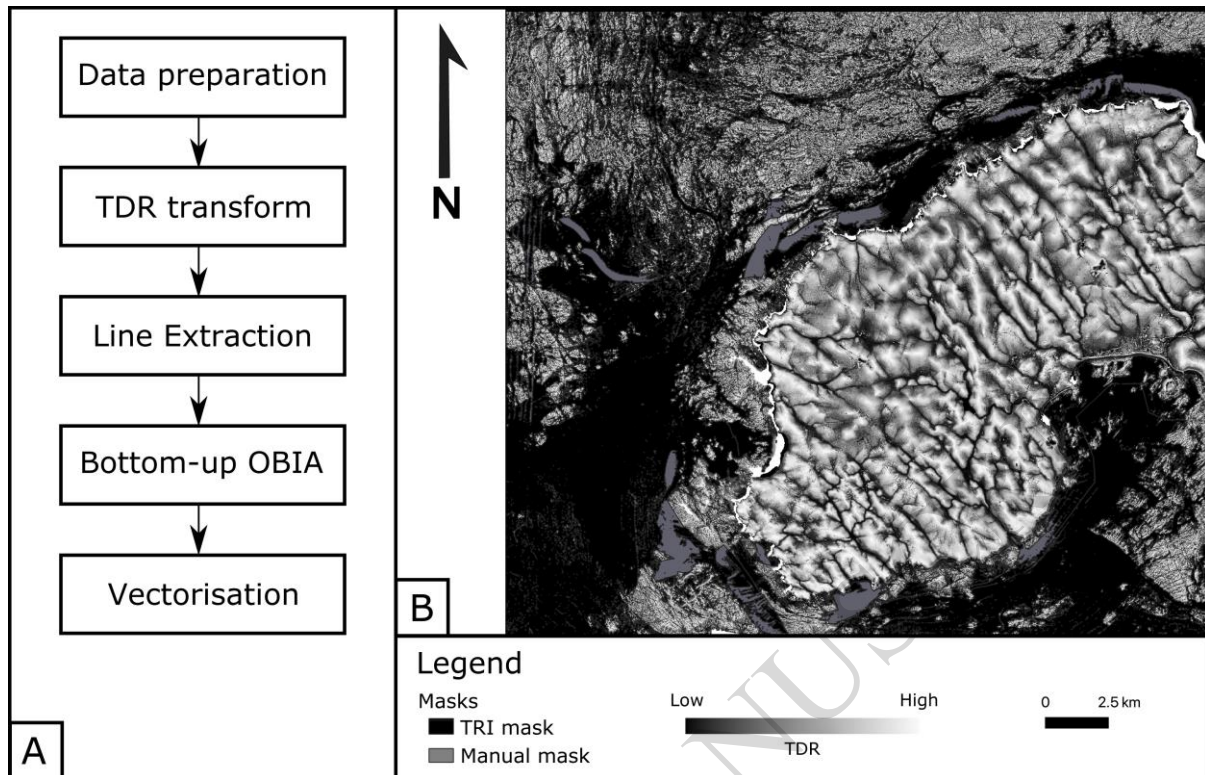 Data preparation
TDR transform
Line Extraction
Bottom-up OBIA
Vectorisation
A
N
B
Legend
Masks
TRI mask
Manual mask
Low High
TDR
0 2.5 km
NUS